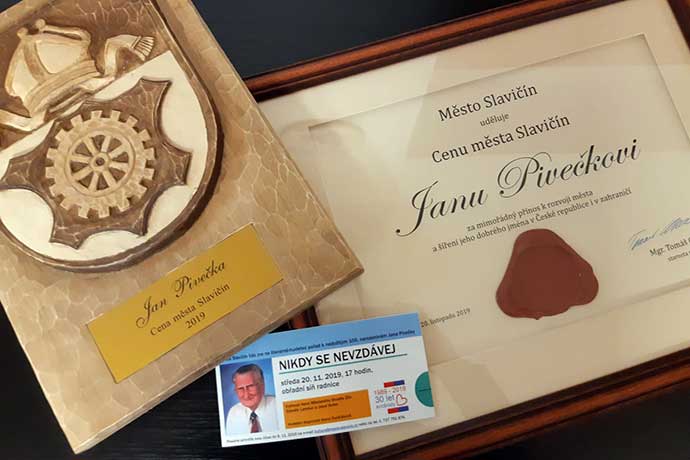 Jan Pivečka
Cena města Slavičín
2019
Město Slavičín
uděluje
Cenu města Slavičín
Janu Pivečkovi
za mimořádný přínos k rozvoji města
a šíření jeho dobrého jména v České republice i v zahraničí
Mgr. Tomáš
starosta
20. listopadu 2019
NIKDY SE NEVZDÁVEJ
středa 20. 11. 2019, 17 hodin,
obřadní síň radnice
1989 - 2019
30 let
svobody